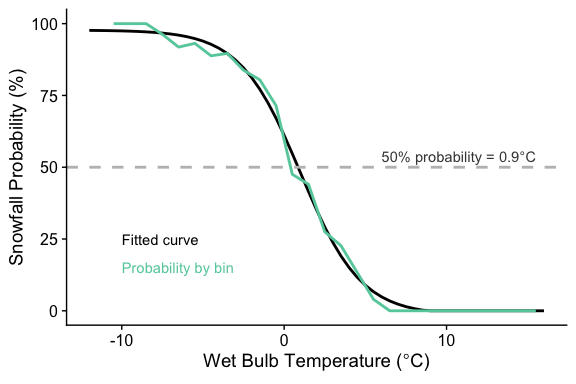 Snowfall Probability (%)
100
75
50
25
0
50% probability = 0.9°C
Fitted curve
Probability by bin
-10
0
10
Wet Bulb Temperature (°C)